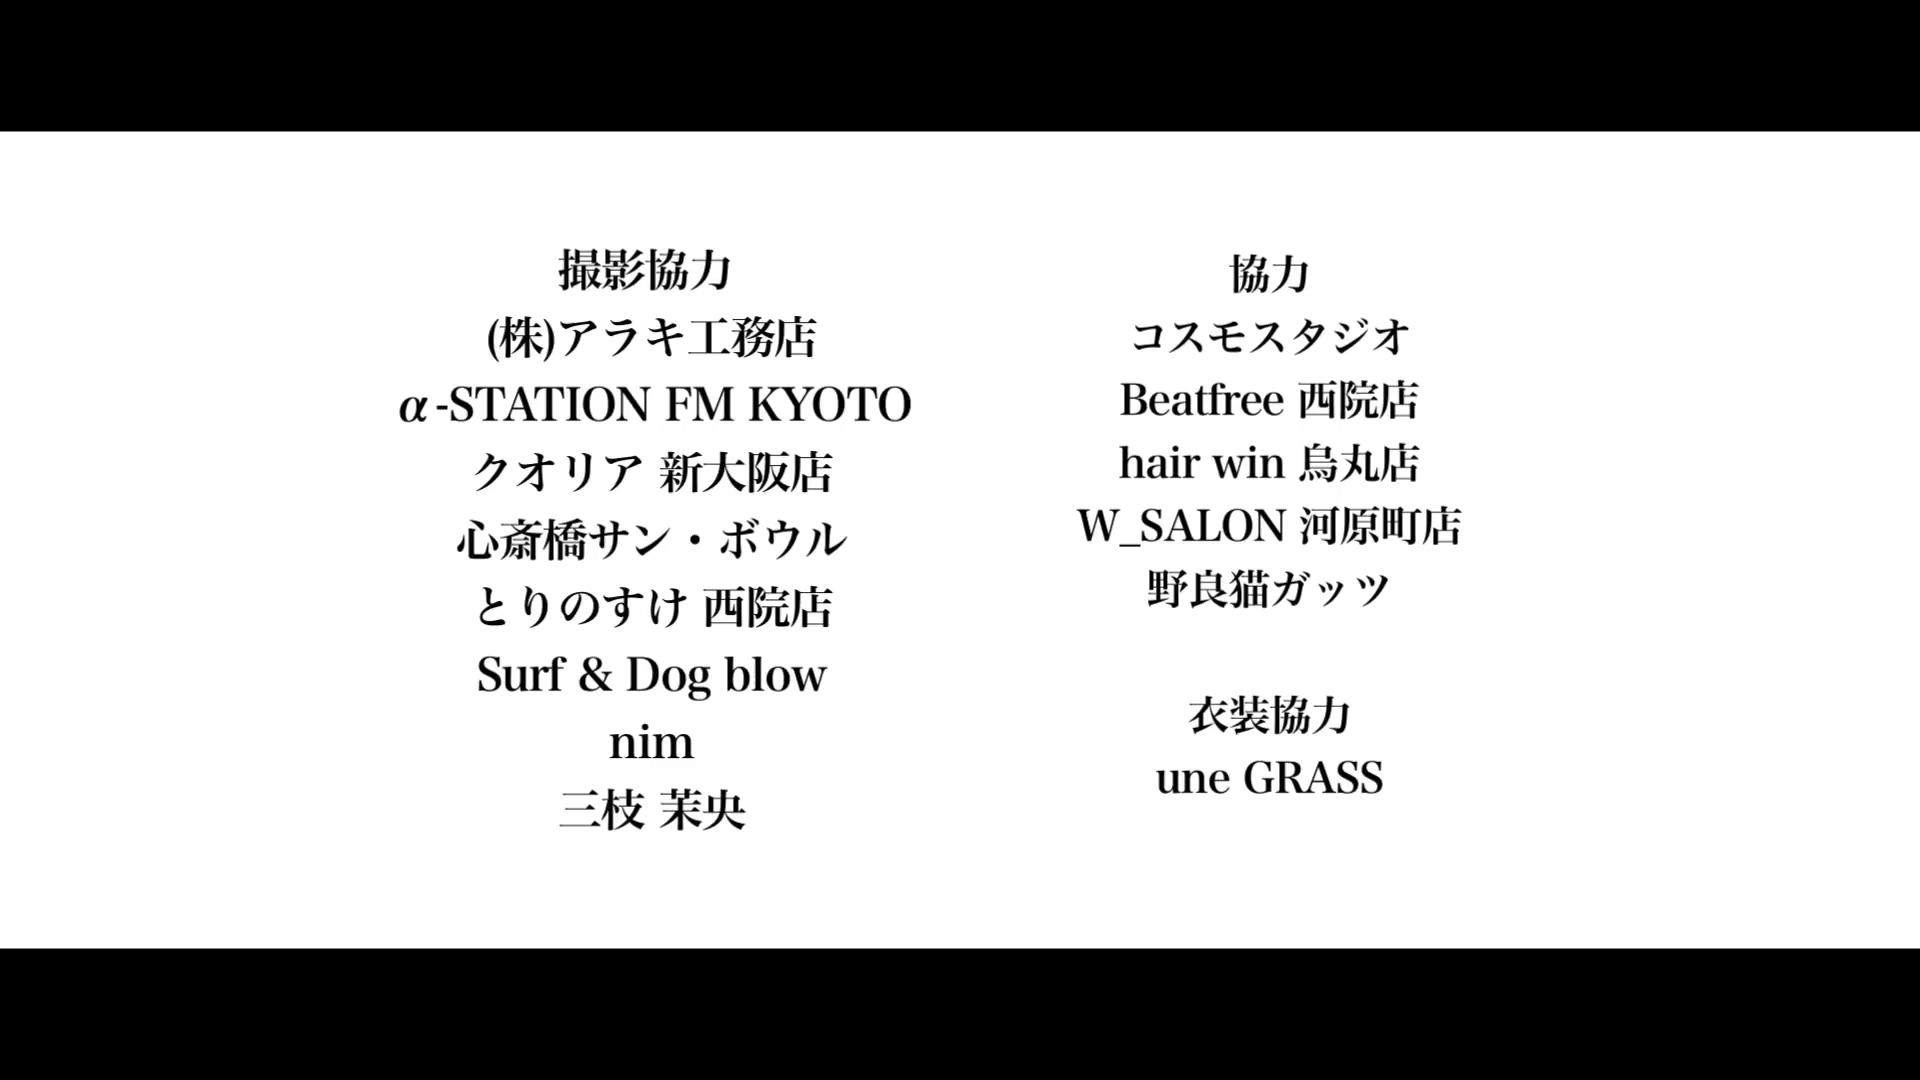 撮影協力
(株)アラキ工務店
α-STATION FM KYOTO
クオリア 新大阪店
心斎橋サン・ボウル
とりのすけ 西院店
Surf & Dog blow
nim
三枝 茉央
協力
コスモスタジオ
Beatfree 西院店
hair win 烏丸店
W_SALON 河原町店
野良猫ガッツ
衣装協力
une GRASS